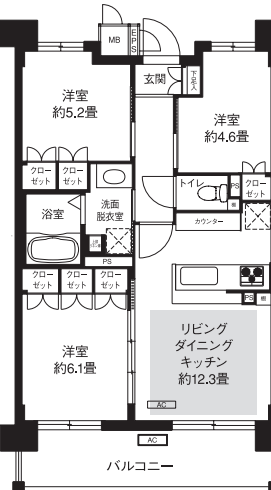 MB
EPS
玄関
下足入
洋室
約5.2畳
洋室
約4.6畳
クロー
ゼット
クロー
ゼット
トイレ
PS
クロー
ゼット
浴室
洗面
脱衣室
カウンター
棚
PS
クロー
ゼット
クロー
ゼット
クロー
ゼット
PS
洋室
約6.1畳
リビング
ダイニング
キッチン
約12.3畳
AC
AC
バルコニー